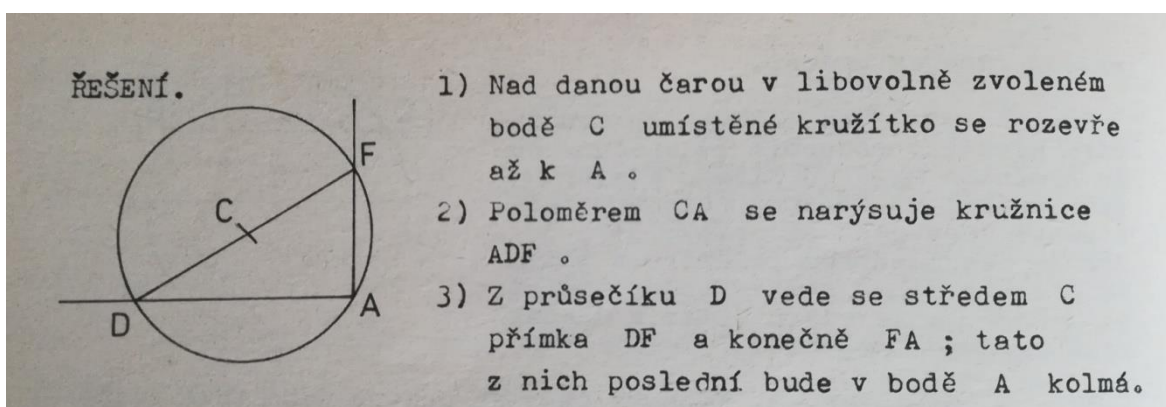 ŘEŠENÍ.
F
C
A
D
1) Nad danou čarou v libovolně zvoleném
bodě C umístěné kružítko se rozevře
až k A.
2) Poloměrem CA se narýsuje kružnice
ADF.
3) Z průsečíku D vede se středem C
přímka DF a konečně FA ; tato
z nich poslední bude v bodě A kolmá.